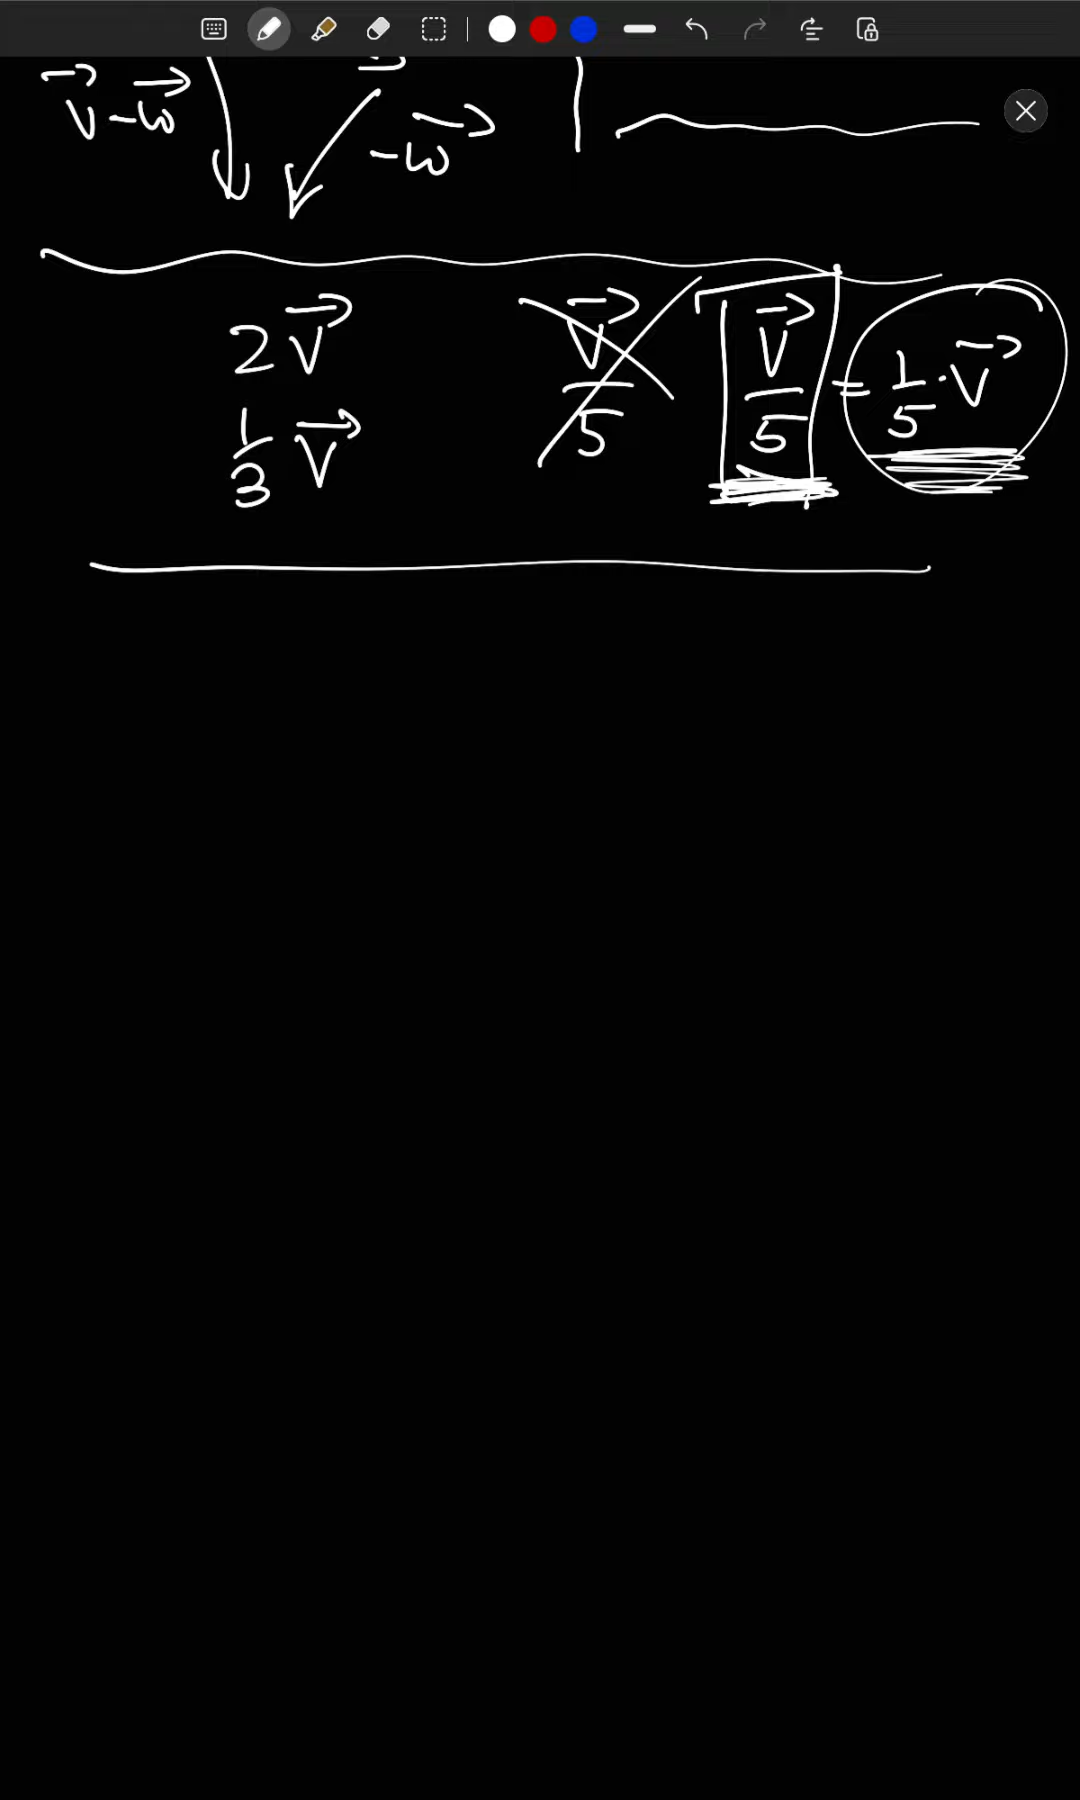 v⃗ - w⃗
-w⃗
2v⃗ v⃗/5 v⃗/5 = 1/5 · v⃗
1/3 v⃗